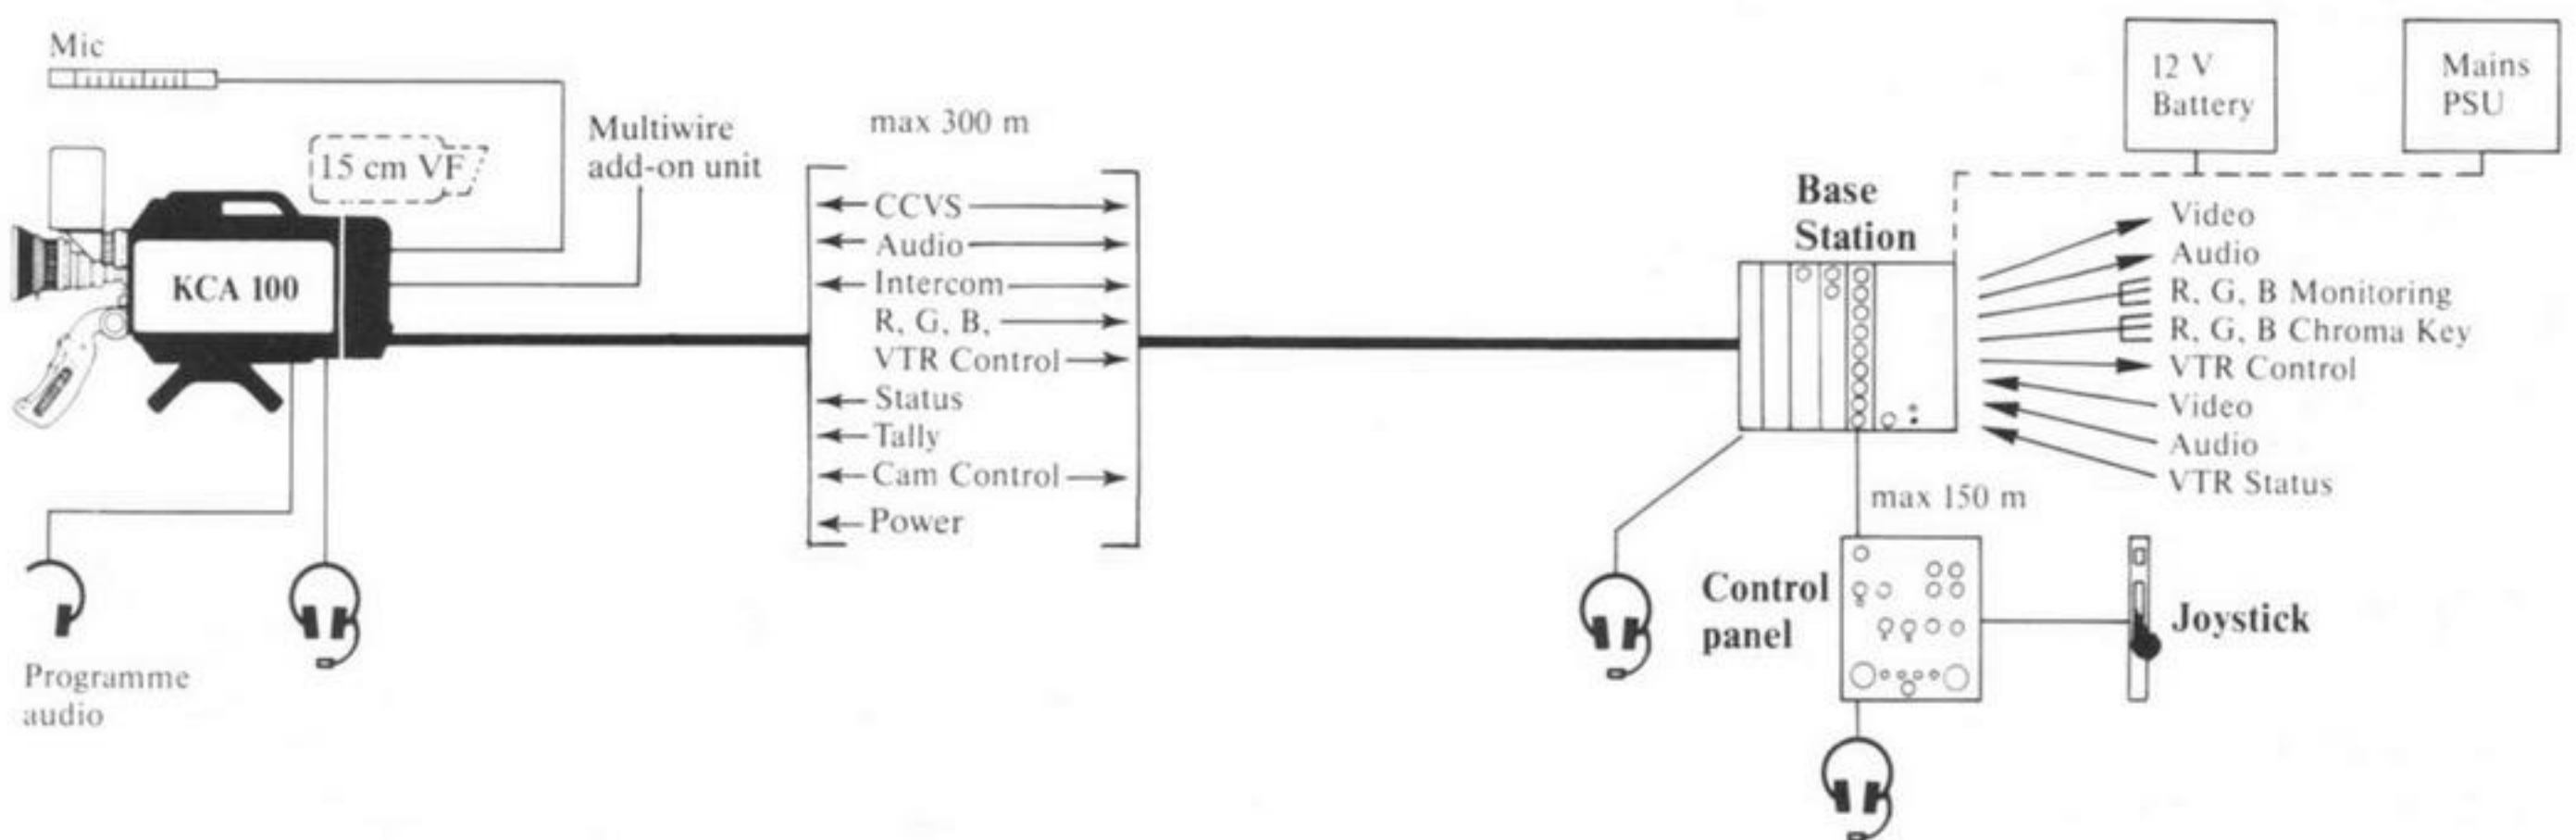 Mic
15 cm VF
Multiwire
add-on unit
KCA 100
Programme
audio
max 300 m
CCVS
Audio
Intercom
R, G, B,
VTR Control
Status
Tally
Cam Control
Power
Base
Station
12 V
Battery
Mains
PSU
Video
Audio
R, G, B Monitoring
R, G, B Chroma Key
VTR Control
Video
Audio
VTR Status
max 150 m
Control
panel
Joystick